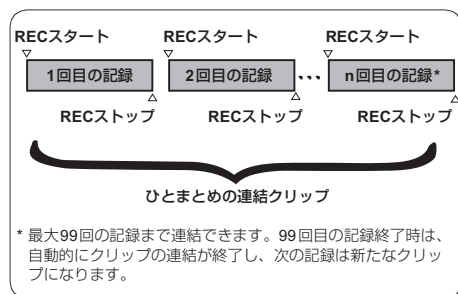 RECスタート RECスタート RECスタート
1回目の記録 2回目の記録 ••• n回目の記録*
RECストップ RECストップ RECストップ
ひとまとめの連結クリップ
* 最大99回の記録まで連結できます。99回目の記録終了時は、
自動的にクリップの連結が終了し、次の記録は新たなクリッ
プになります。